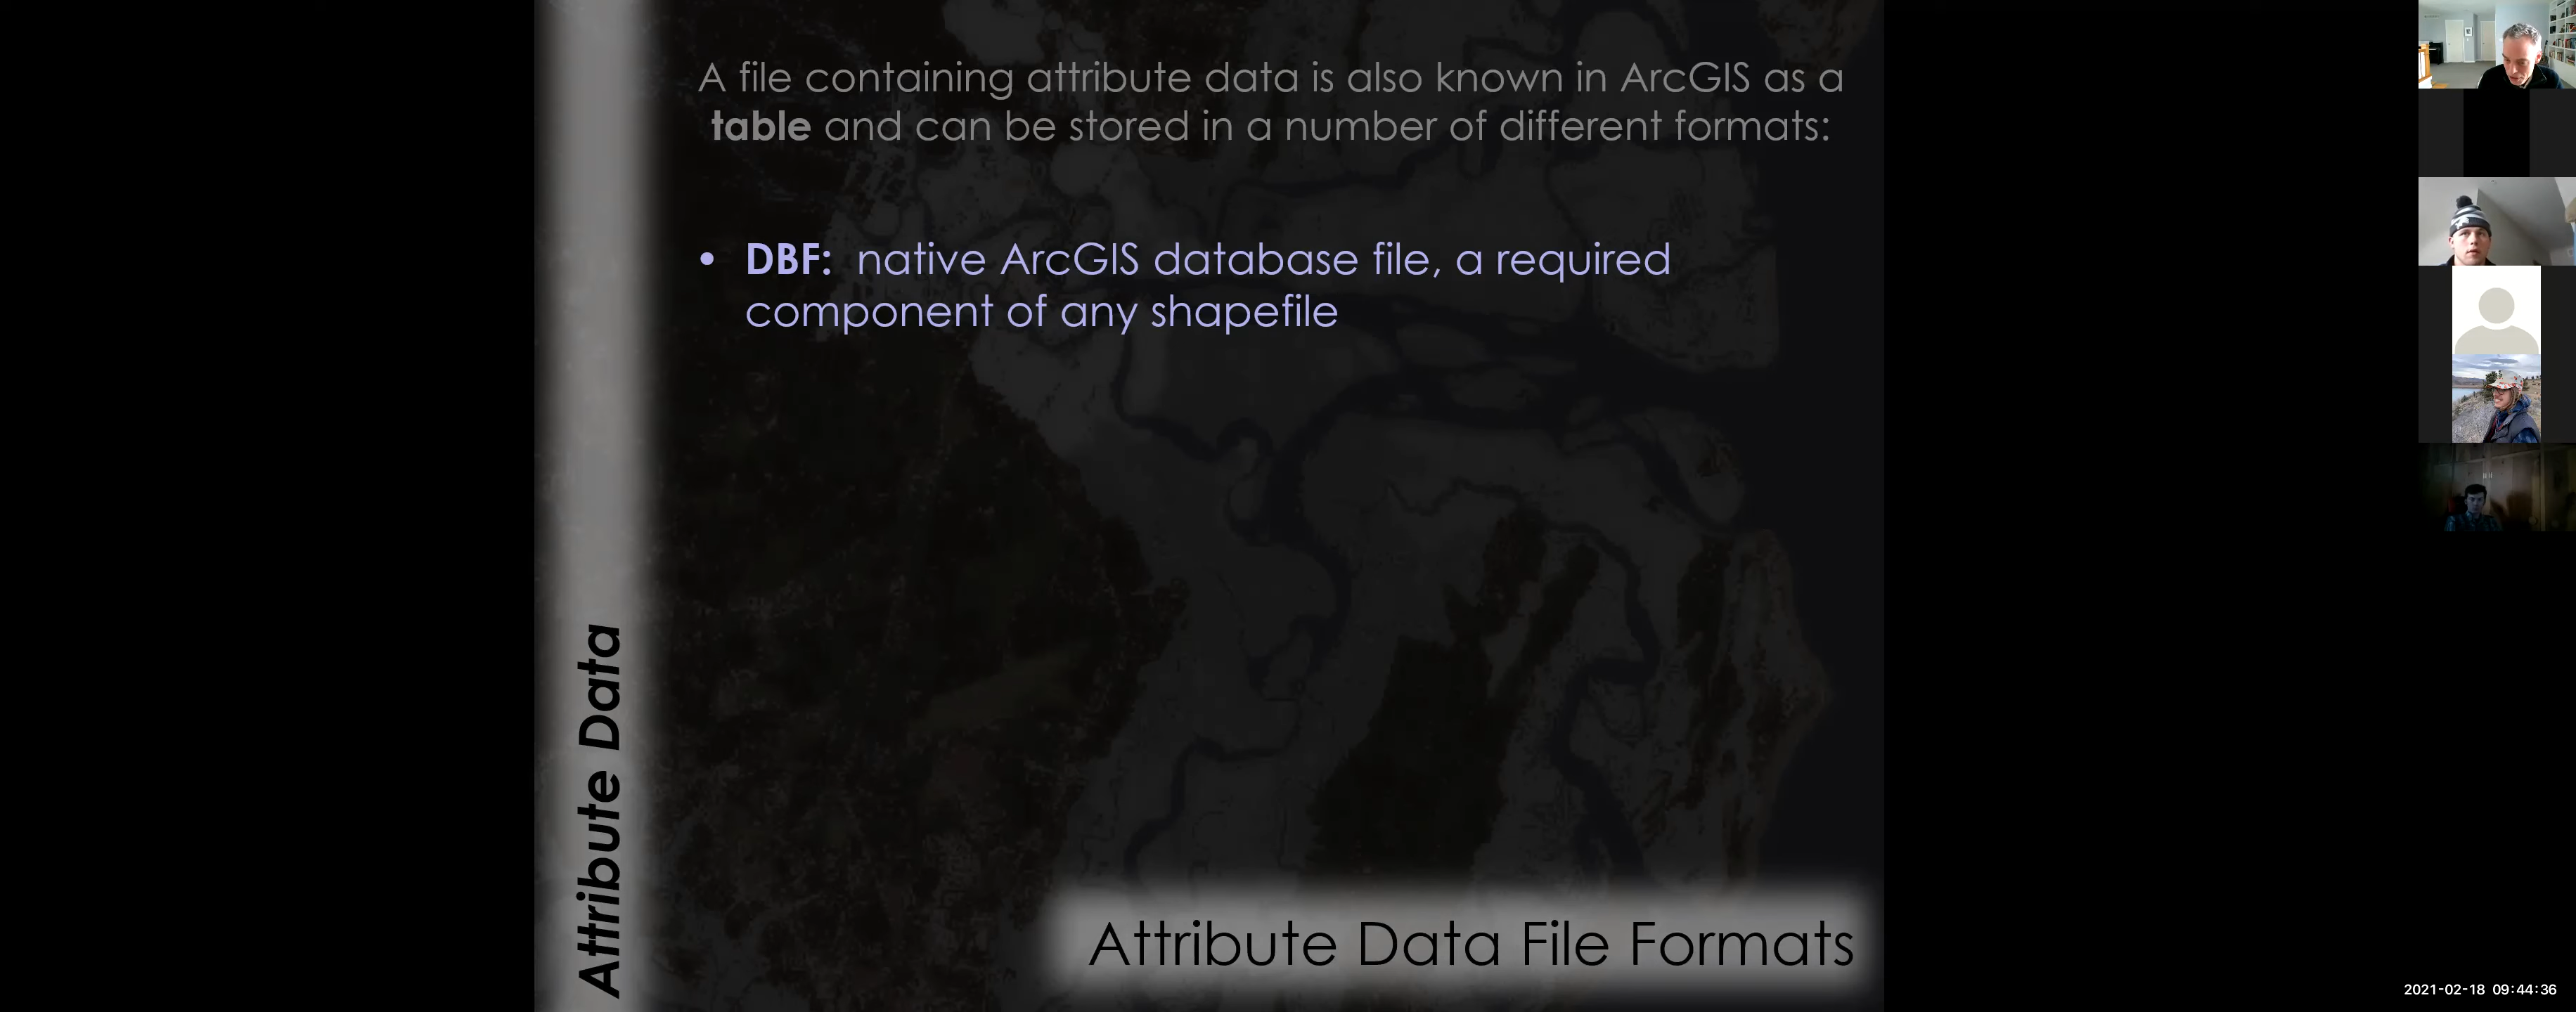 A file containing attribute data is also known in ArcGIS as a
table and can be stored in a number of different formats:
• DBF: native ArcGIS database file, a required
component of any shapefile
Attribute Data
Attribute Data File Formats
2021-02-18 09:44:36